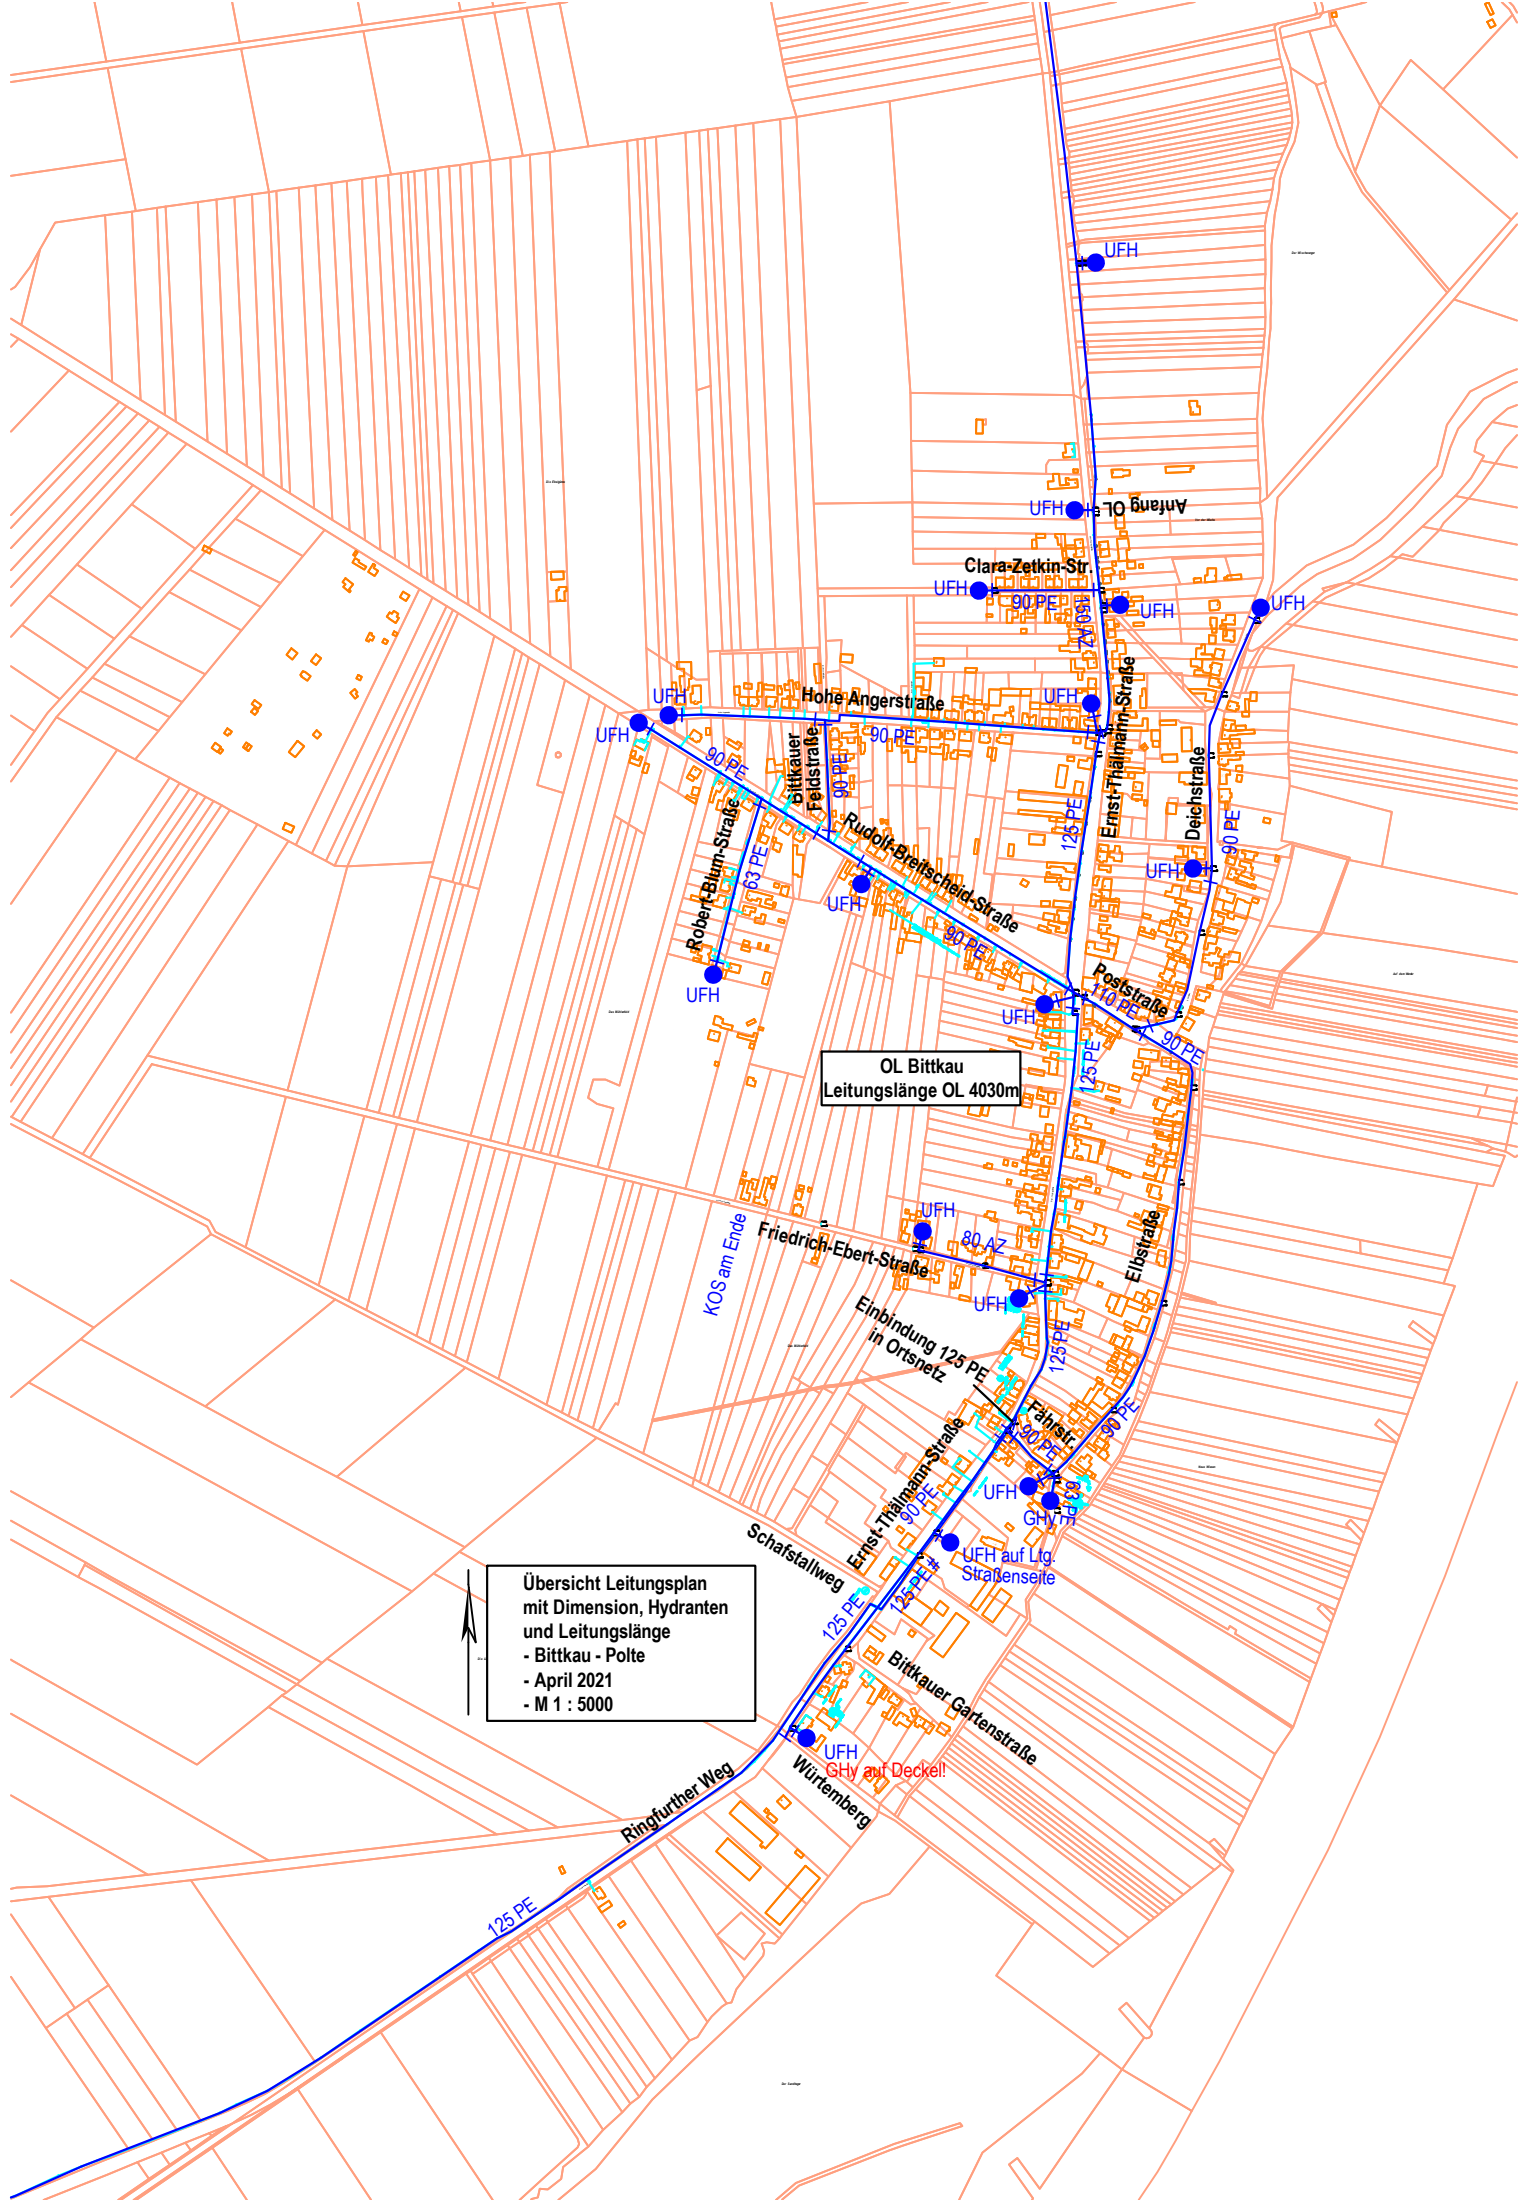 UFH
UFH
Anfang OL
Clara-Zetkin-Str.
UFH
90 PE
150 AZ
UFH
UFH
Ernst-Thälmann-Straße
UFH
Hohe Angerstraße
UFH
UFH
90 PE
90 PE
Bittkauer
Feldstraße
90 PE
Deichstraße
90 PE
125 PE
Robert-Blum-Straße
63 PE
Rudolf-Breitscheid-Straße
UFH
UFH
90 PE
UFH
Poststraße
110 PE
UFH
90 PE
125 PE
OL Bittkau
Leitungslänge OL 4030m
UFH
80 AZ
Friedrich-Ebert-Straße
KOS am Ende
Elbstraße
UFH
Einbindung 125 PE
in Ortsnetz
125 PE
Fährstr.
90 PE
90 PE
Ernst-Thälmann-Straße
90 PE
UFH
63 PE
GHy
Schafstallweg
UFH auf Ltg.
Straßenseite
125 PE
125 PE
Übersicht Leitungsplan
mit Dimension, Hydranten
und Leitungslänge
- Bittkau - Polte
- April 2021
- M 1 : 5000
Bittkauer Gartenstraße
UFH
GHy auf Deckel!
Würtemberg
Ringfurther Weg
125 PE